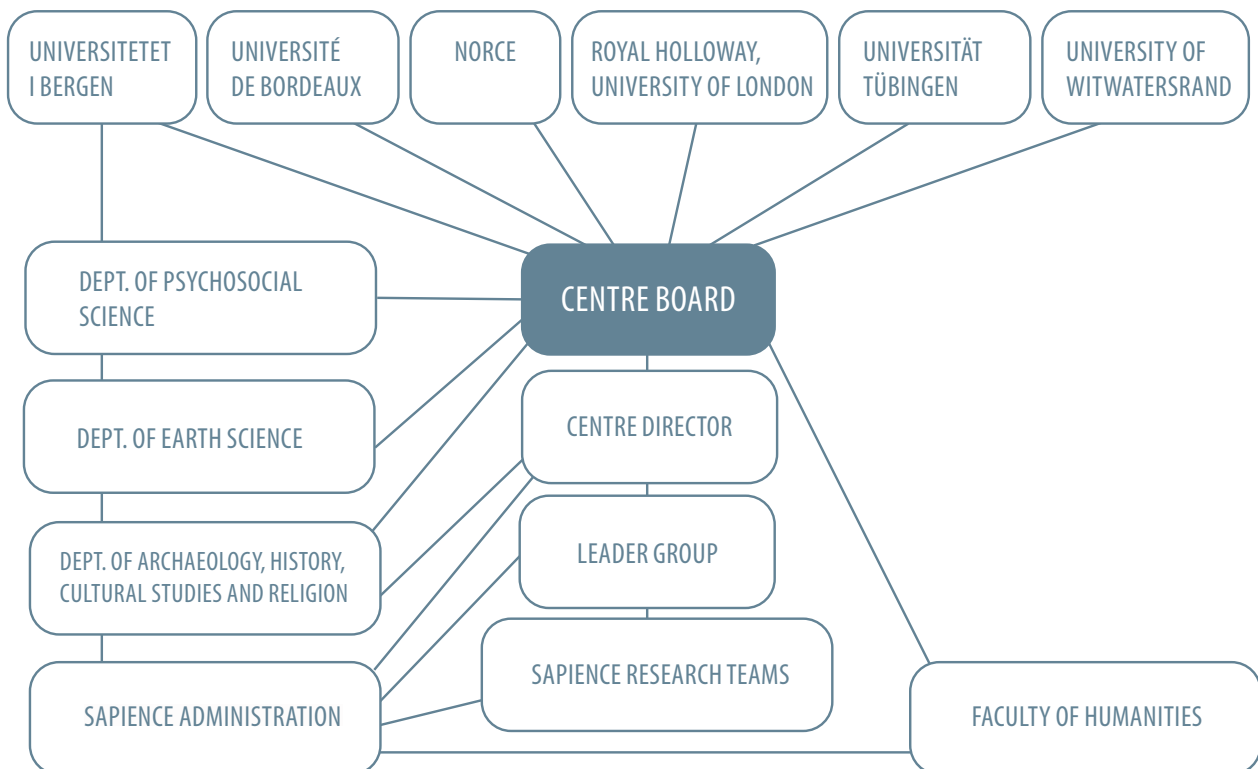 UNIVERSITETET
I BERGEN
UNIVERSITÉ
DE BORDEAUX
NORCE
ROYAL HOLLOWAY,
UNIVERSITY OF LONDON
UNIVERSITÄT
TÜBINGEN
UNIVERSITY OF
WITWATERSRAND
DEPT. OF PSYCHOSOCIAL
SCIENCE
CENTRE BOARD
DEPT. OF EARTH SCIENCE
CENTRE DIRECTOR
DEPT. OF ARCHAEOLOGY, HISTORY,
CULTURAL STUDIES AND RELIGION
LEADER GROUP
SAPIENCE RESEARCH TEAMS
SAPIENCE ADMINISTRATION
FACULTY OF HUMANITIES